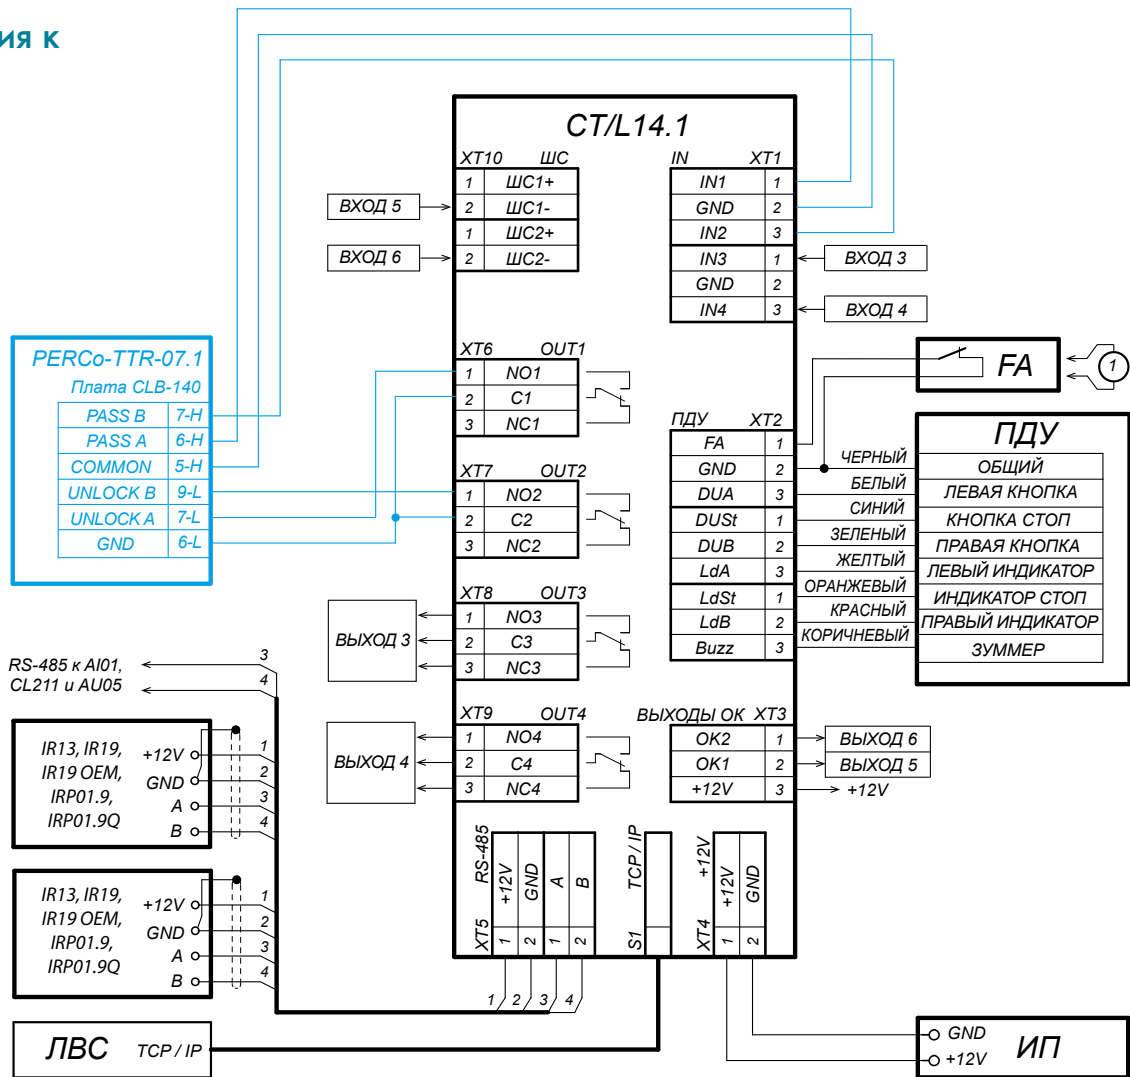 ия к
CT/L14.1
XT10 ШС
1 ШС1+
2 ШС1-
1 ШС2+
2 ШС2-
ВХОД 5
ВХОД 6
IN XT1
IN1 1
GND 2
IN2 3
IN3 1
GND 2
IN4 3
ВХОД 3
ВХОД 4
PERCo-TTR-07.1
Плата CLB-140
PASS B 7-H
PASS A 6-H
COMMON 5-H
UNLOCK B 9-L
UNLOCK A 7-L
GND 6-L
XT6 OUT1
1 NO1
2 C1
3 NC1
XT7 OUT2
1 NO2
2 C2
3 NC2
XT8 OUT3
1 NO3
2 C3
3 NC3
ВЫХОД 3
XT9 OUT4
1 NO4
2 C4
3 NC4
ВЫХОД 4
FA
1
ПДУ XT2
FA 1
GND 2
DUA 3
DUSt 1
DUB 2
LdA 3
LdSt 1
LdB 2
Buzz 3
ЧЕРНЫЙ
БЕЛЫЙ
СИНИЙ
ЗЕЛЕНЫЙ
ЖЕЛТЫЙ
ОРАНЖЕВЫЙ
КРАСНЫЙ
КОРИЧНЕВЫЙ
ПДУ
ОБЩИЙ
ЛЕВАЯ КНОПКА
КНОПКА СТОП
ПРАВАЯ КНОПКА
ЛЕВЫЙ ИНДИКАТОР
ИНДИКАТОР СТОП
ПРАВЫЙ ИНДИКАТОР
ЗУММЕР
ВЫХОДЫ ОК XT3
OK2 1
OK1 2
+12V 3
ВЫХОД 6
ВЫХОД 5
+12V
RS-485 к AI01,
CL211 и AU05
3
4
IR13, IR19,
IR19 OEM,
IRP01.9,
IRP01.9Q
+12V 1
GND 2
A 3
B 4
IR13, IR19,
IR19 OEM,
IRP01.9,
IRP01.9Q
+12V 1
GND 2
A 3
B 4
XT5 RS-485
1 +12V
2 GND
1 A
2 B
1 2 3 4
S1 TCP / IP
XT4 +12V
1 +12V
2 GND
ЛВС TCP / IP
GND
+12V
ИП